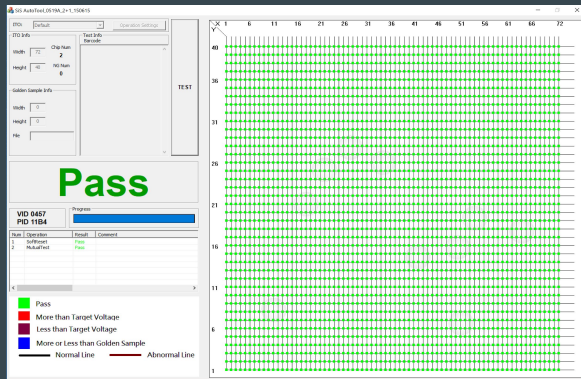 SIS AutoTool_0519A_2+1_150615
ITO: Default Operation Settings
ITO Info
Width 72 Chip Num 2
Height 40 NG Num 0
Golden Sample Info
Width 0
Height 0
File
Test Info
Barcode
TEST
Pass
VID 0457
PID 11B4
Progress
Num Operation Result Comment
1 SoftReset Pass
2 MutualTest Pass
Pass
More than Target Voltage
Less than Target Voltage
More or Less than Golden Sample
Normal Line Abnormal Line
X 1 6 11 16 21 26 31 36 41 46 51 56 61 66 72
Y
40
36
31
26
21
16
11
6
1